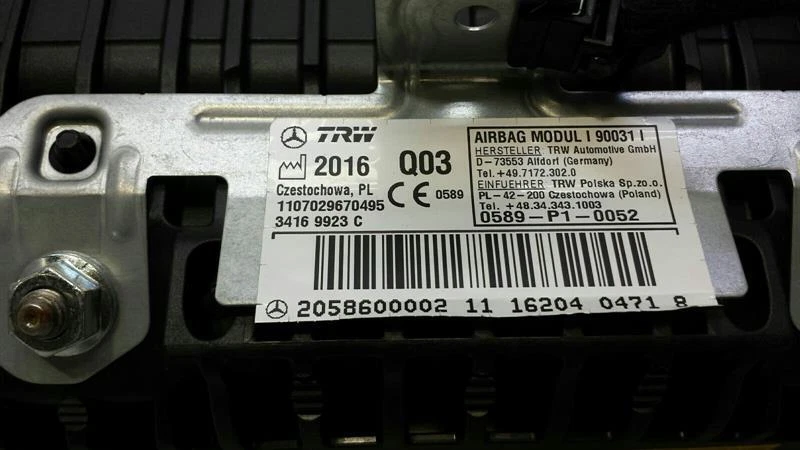 TRW
2016 Q03
Czestochowa, PL
CE 0589
1107029670495
3416 9923 C
AIRBAG MODUL I 90031 I
HERSTELLER TRW Automotive GmbH
D-73553 Alfdorf (Germany)
Tel.+49.7172.302.0
EINFUEHRER TRW Polska Sp.zo.o.
PL-42-200 Czestochowa (Poland)
Tel. +48.34.343.1003
0589-P1-0052
2058600002 11 16204 0471 8